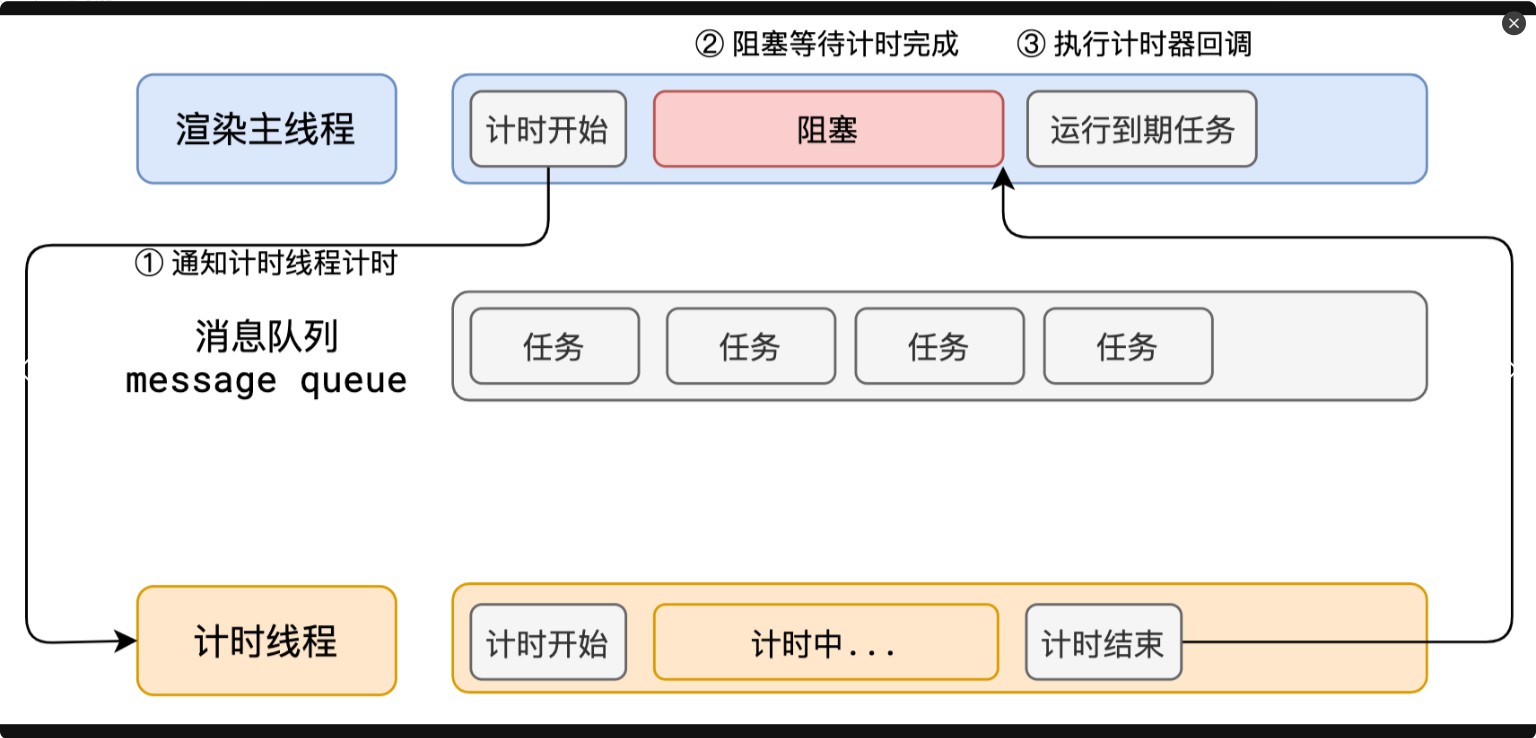 ② 阻塞等待计时完成
③ 执行计时器回调
渲染主线程
计时开始
阻塞
运行到期任务
① 通知计时线程计时
消息队列
message queue
任务
任务
任务
任务
计时线程
计时开始
计时中...
计时结束